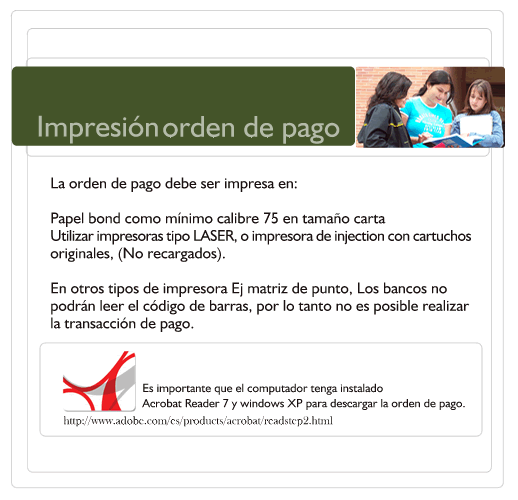 Impresión orden de pago
La orden de pago debe ser impresa en:
Papel bond como mínimo calibre 75 en tamaño carta
Utilizar impresoras tipo LASER, o impresora de injection con cartuchos
originales, (No recargados).
En otros tipos de impresora Ej matriz de punto, Los bancos no
podrán leer el código de barras, por lo tanto no es posible realizar
la transacción de pago.
Es importante que el computador tenga instalado
Acrobat Reader 7 y windows XP para descargar la orden de pago.
http://www.adobe.com/es/products/acrobat/readstep2.html